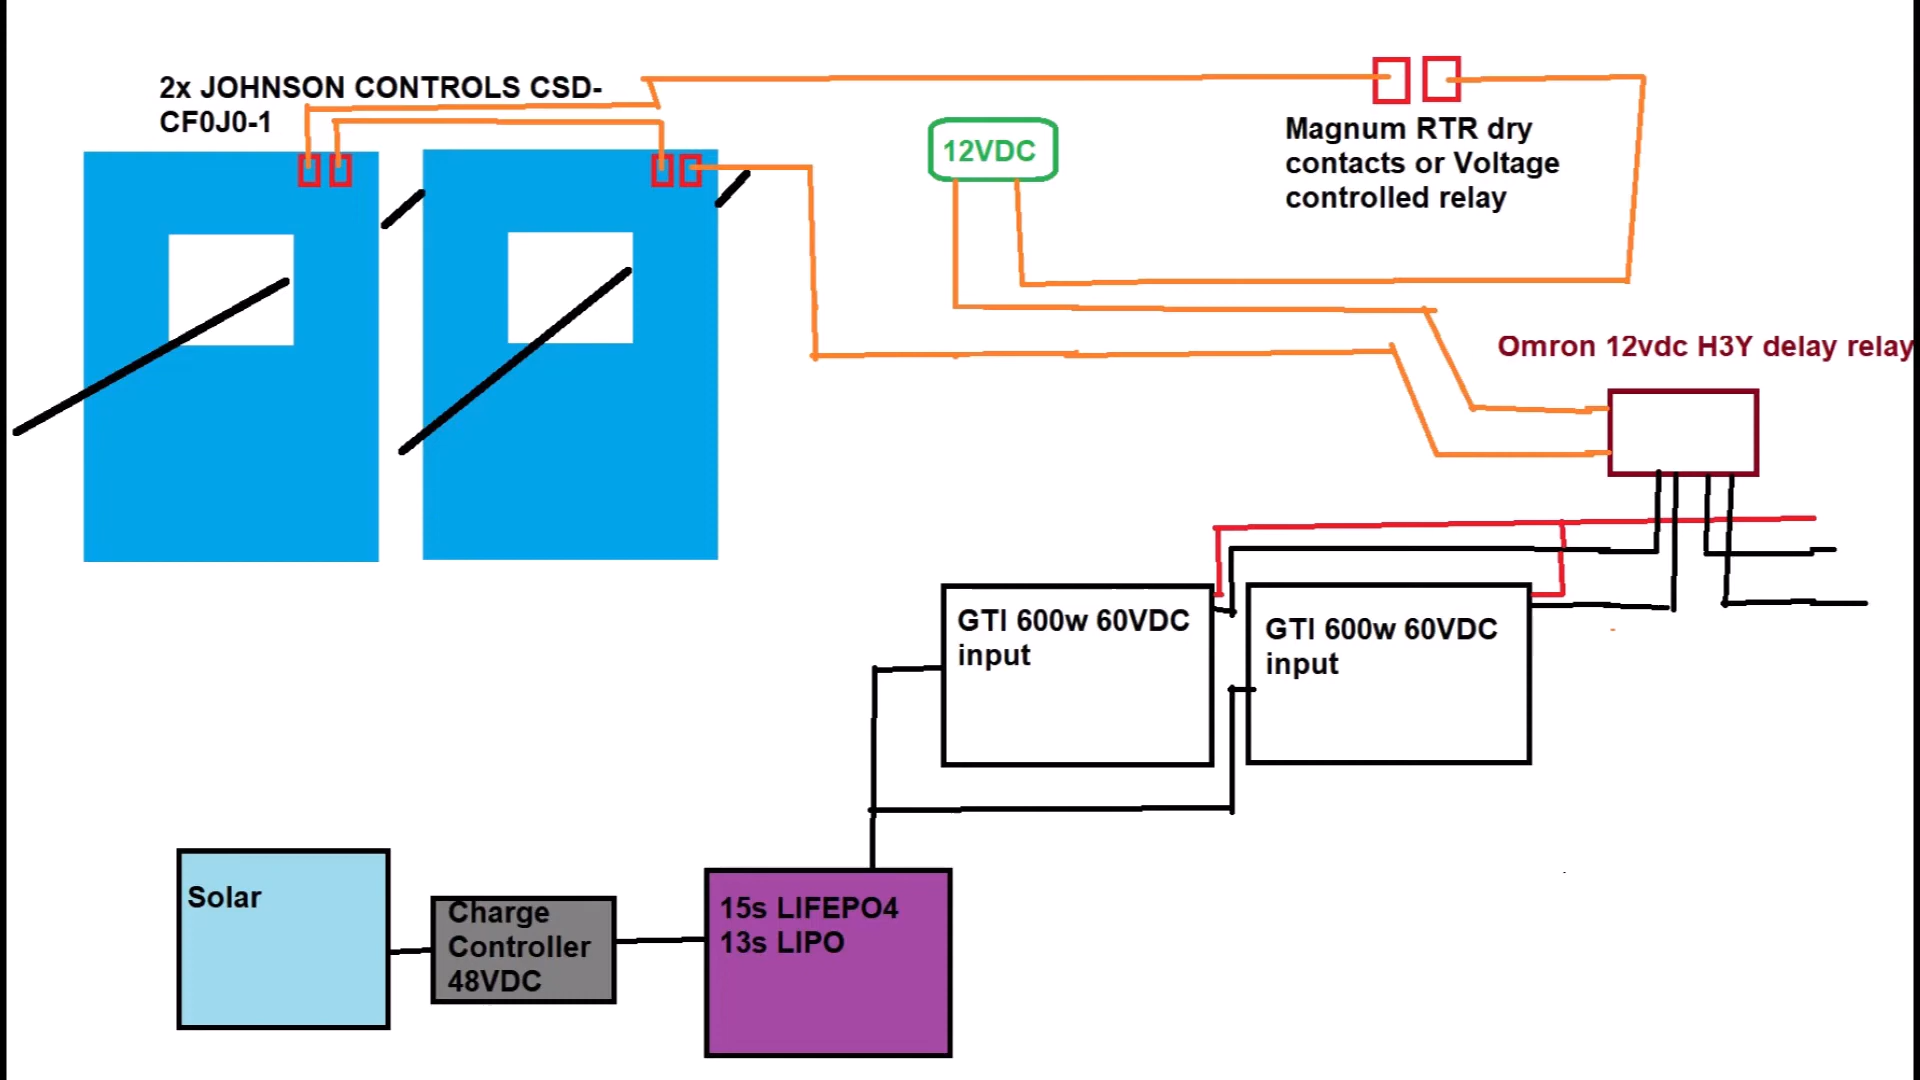 2x JOHNSON CONTROLS CSD-
CF0J0-1
12VDC
Magnum RTR dry
contacts or Voltage
controlled relay
Omron 12vdc H3Y delay relay
GTI 600w 60VDC
input
GTI 600w 60VDC
input
Solar
Charge
Controller
48VDC
15s LIFEPO4
13s LIPO